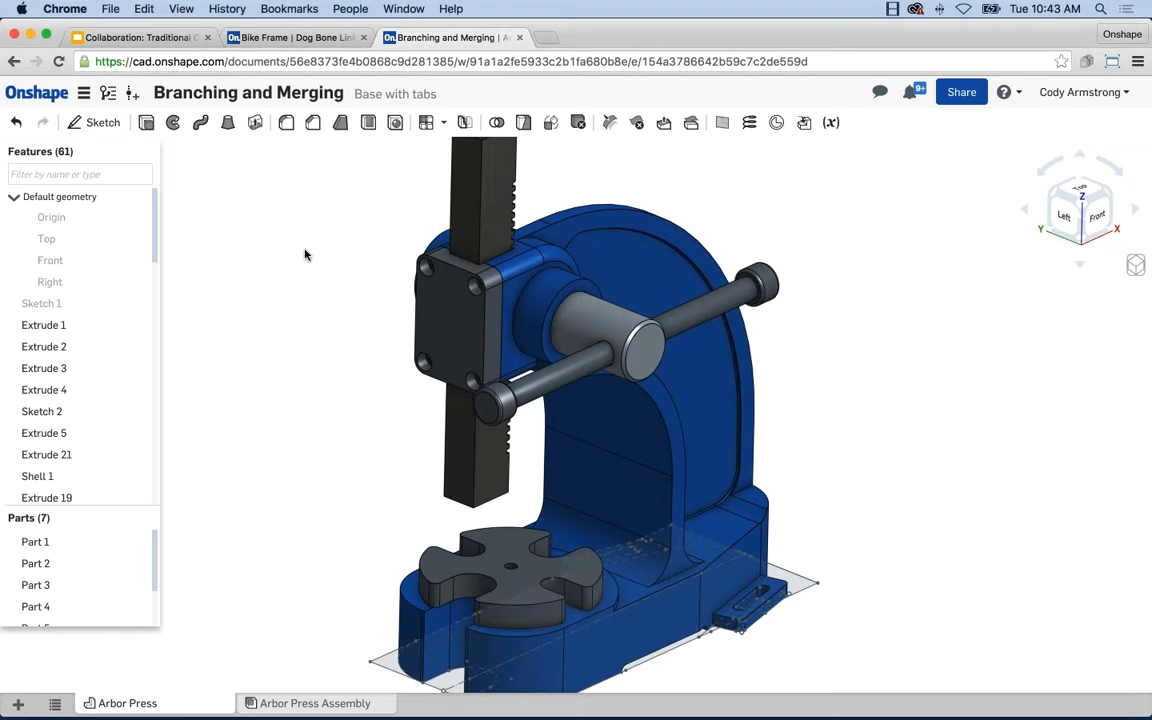 Chrome File Edit View History Bookmarks People Window Help Tue 10:43 AM
Collaboration: Traditional Bike Frame | Dog Bone Lin Branching and Merging | Onshape
https://cad.onshape.com/documents/56e8373fe4b0868c9d281385/w/91a1a2fe5933c2b1fa680b8e/e/154a3786642b59c7c2de559d
Onshape Branching and Merging Base with tabs 9+ Share Cody Armstrong
Sketch (x)
Features (61)
Filter by name or type
Default geometry
Origin
Top
Front
Right
Sketch 1
Extrude 1
Extrude 2
Extrude 3
Extrude 4
Sketch 2
Extrude 5
Extrude 21
Shell 1
Extrude 19
Parts (7)
Part 1
Part 2
Part 3
Part 4
Z
Left Front
Y X
Arbor Press Arbor Press Assembly